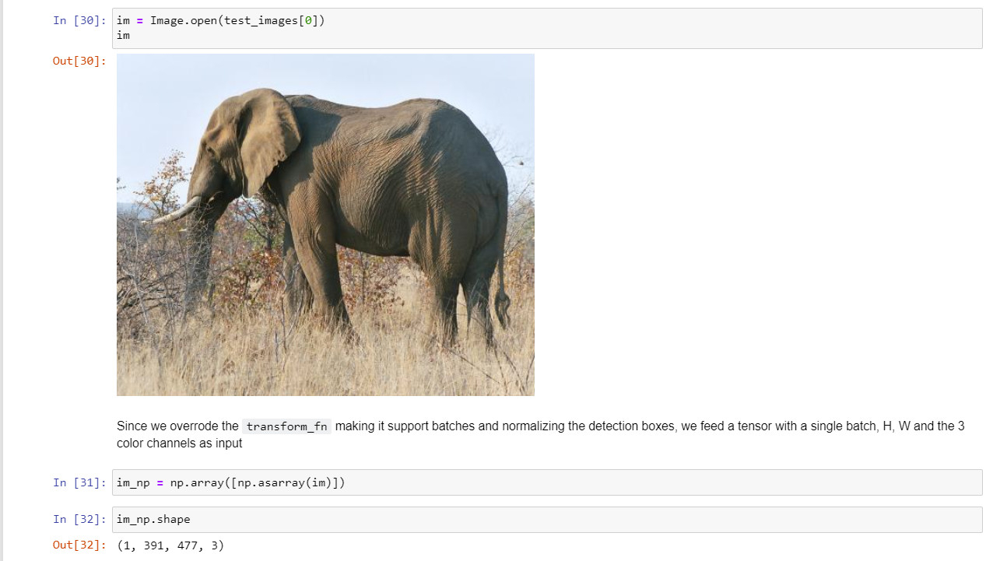 In [30]: im = Image.open(test_images[0])
im
Out[30]:
Since we overrode the transform_fn making it support batches and normalizing the detection boxes, we feed a tensor with a single batch, H, W and the 3
color channels as input
In [31]: im_np = np.array([np.asarray(im)])
In [32]: im_np.shape
Out[32]: (1, 391, 477, 3)